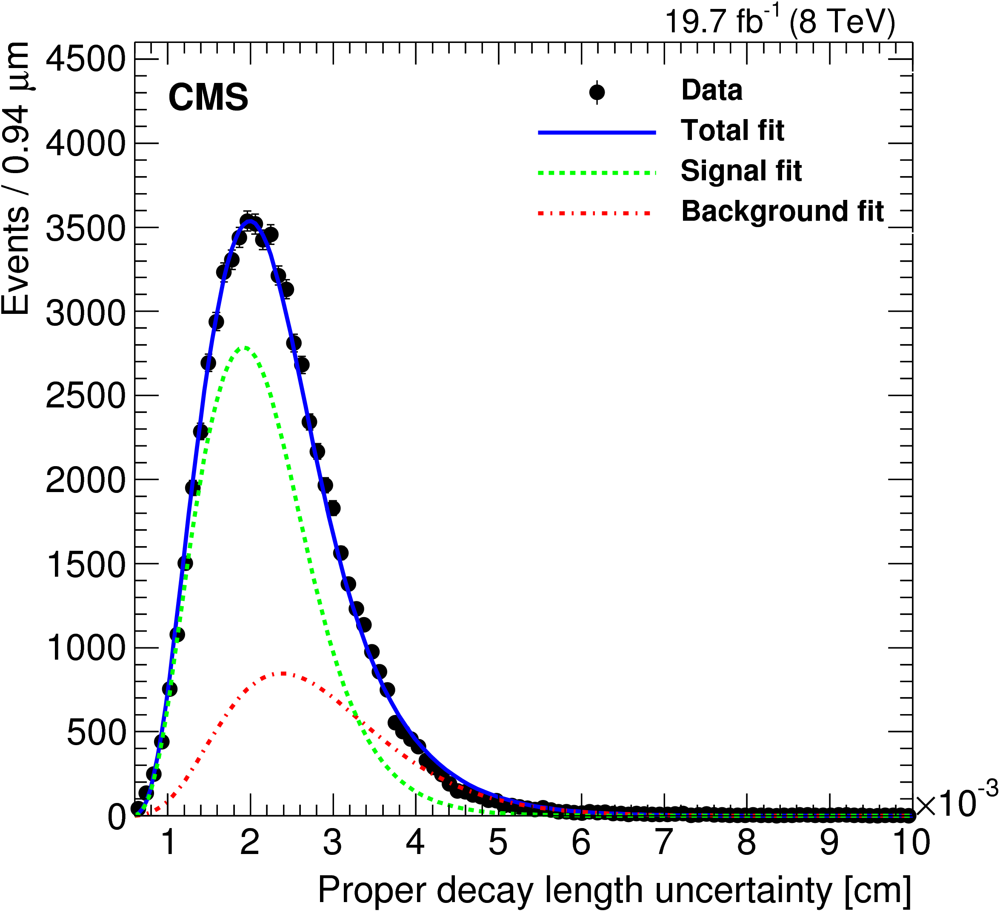 19.7 fb⁻¹ (8 TeV)
Events / 0.94 μm
CMS
Data
Total fit
Signal fit
Background fit
4500
4000
3500
3000
2500
2000
1500
1000
500
0
1 2 3 4 5 6 7 8 9 10
×10⁻³
Proper decay length uncertainty [cm]